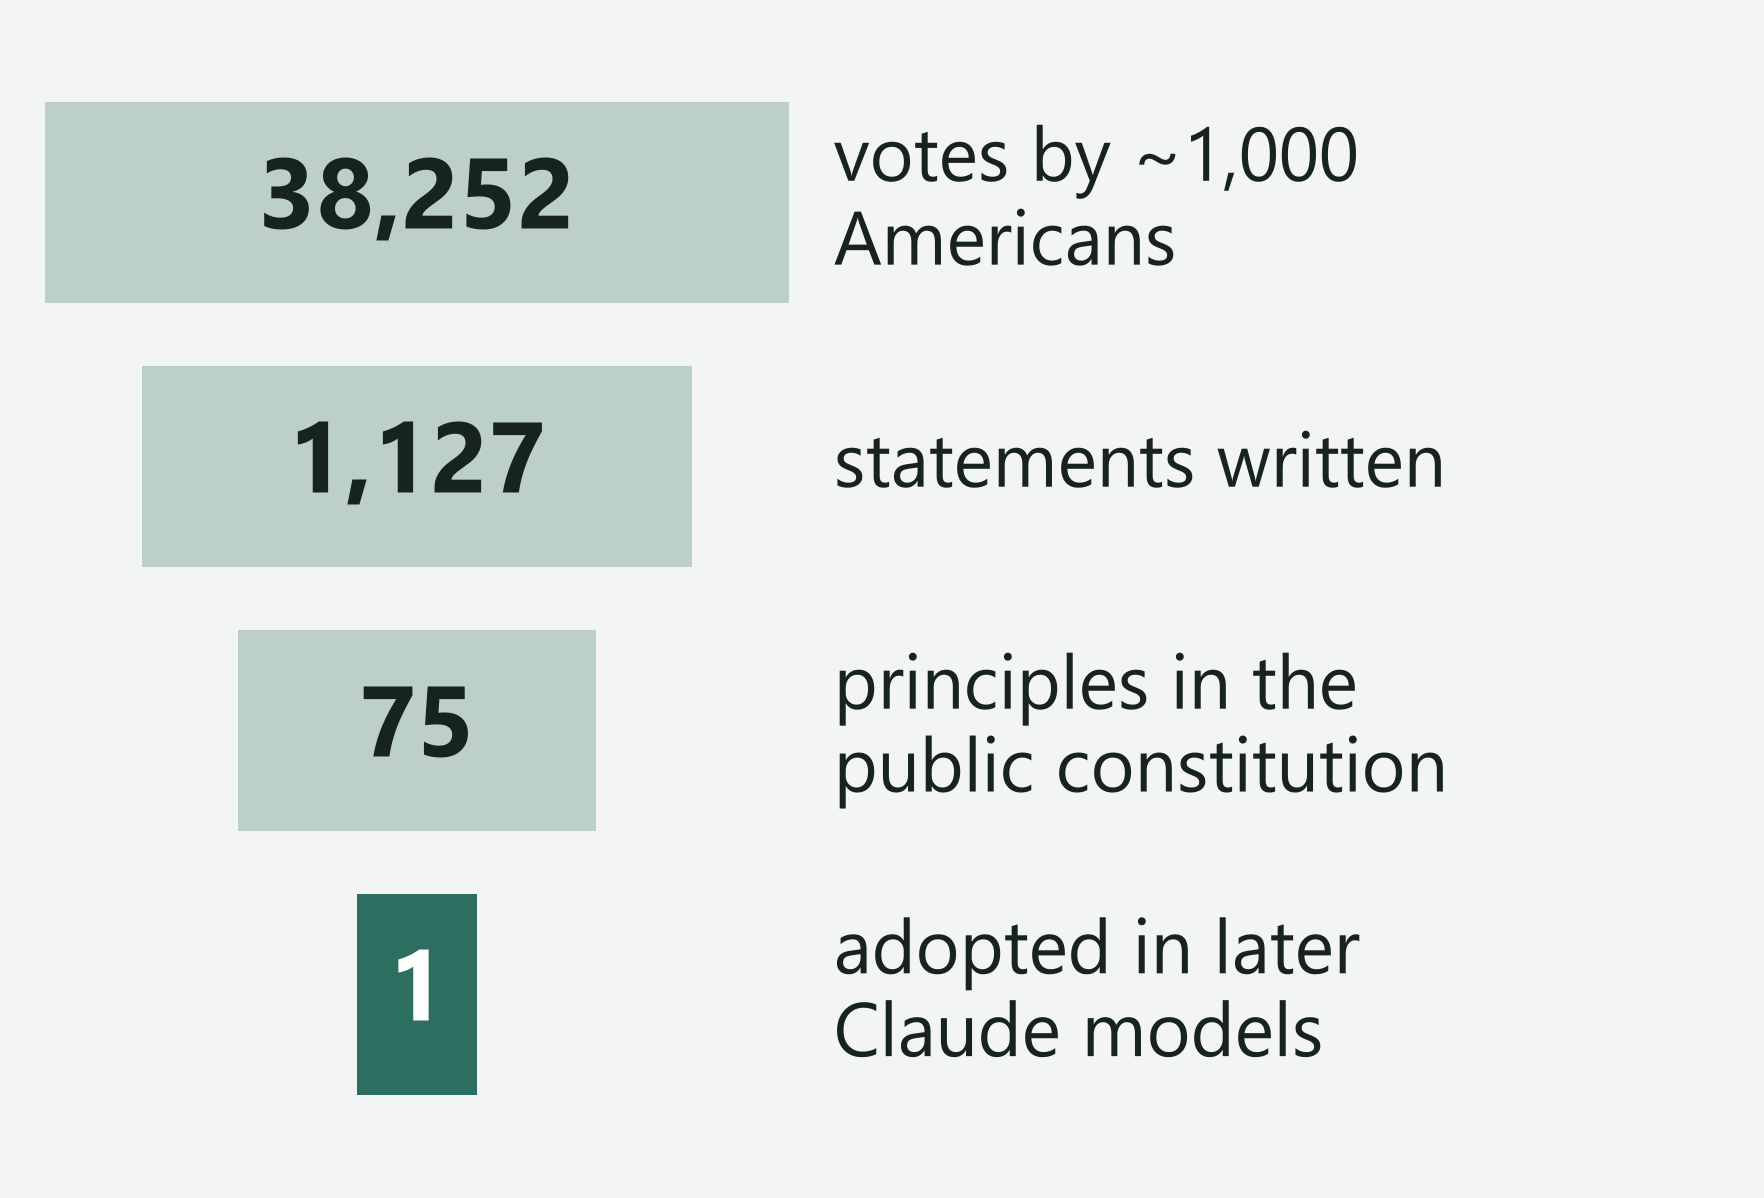 38,252
votes by ~1,000
Americans
1,127
statements written
75
principles in the
public constitution
1
adopted in later
Claude models